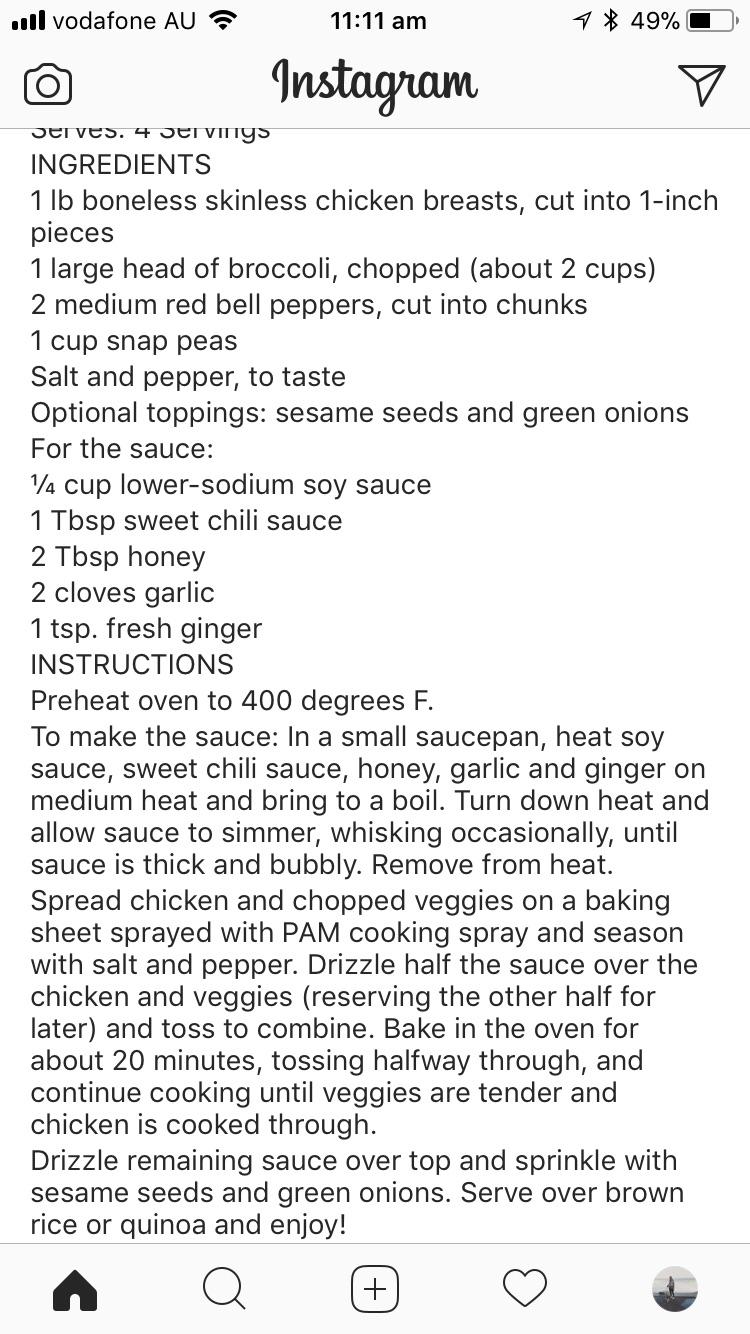 vodafone AU 11:11 am 49%
Instagram
Serves: 4 Servings
INGREDIENTS
1 lb boneless skinless chicken breasts, cut into 1-inch
pieces
1 large head of broccoli, chopped (about 2 cups)
2 medium red bell peppers, cut into chunks
1 cup snap peas
Salt and pepper, to taste
Optional toppings: sesame seeds and green onions
For the sauce:
¼ cup lower-sodium soy sauce
1 Tbsp sweet chili sauce
2 Tbsp honey
2 cloves garlic
1 tsp. fresh ginger
INSTRUCTIONS
Preheat oven to 400 degrees F.
To make the sauce: In a small saucepan, heat soy
sauce, sweet chili sauce, honey, garlic and ginger on
medium heat and bring to a boil. Turn down heat and
allow sauce to simmer, whisking occasionally, until
sauce is thick and bubbly. Remove from heat.
Spread chicken and chopped veggies on a baking
sheet sprayed with PAM cooking spray and season
with salt and pepper. Drizzle half the sauce over the
chicken and veggies (reserving the other half for
later) and toss to combine. Bake in the oven for
about 20 minutes, tossing halfway through, and
continue cooking until veggies are tender and
chicken is cooked through.
Drizzle remaining sauce over top and sprinkle with
sesame seeds and green onions. Serve over brown
rice or quinoa and enjoy!